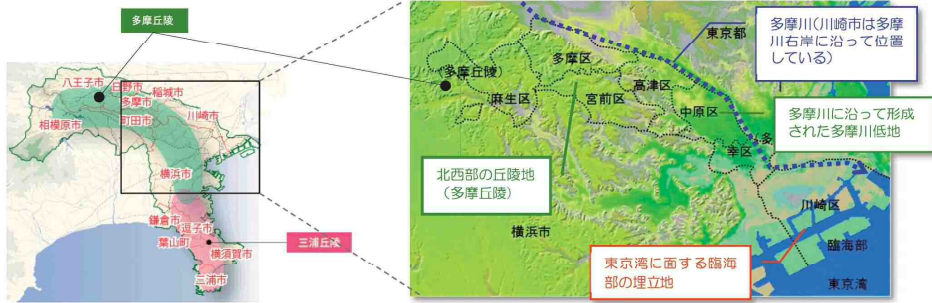 多摩丘陵
八王子市
日野市
稲城市
多摩市
町田市
川崎市
相模原市
横浜市
鎌倉市
逗子市
葉山町
横須賀市
三浦市
三浦丘陵
東京都
(多摩丘陵)
多摩区
麻生区
宮前区
高津区
中原区
幸区
多
川崎区
臨海部
東京湾
横浜市
多摩川(川崎市は多摩
川右岸に沿って位置
している)
多摩川に沿って形成
された多摩川低地
北西部の丘陵地
(多摩丘陵)
東京湾に面する臨海
部の埋立地